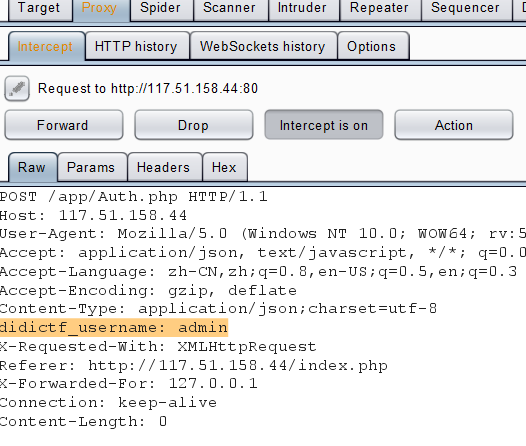 Target Proxy Spider Scanner Intruder Repeater Sequencer
Intercept HTTP history WebSockets history Options
Request to http://117.51.158.44:80
Forward Drop Intercept is on Action
Raw Params Headers Hex
POST /app/Auth.php HTTP/1.1
Host: 117.51.158.44
User-Agent: Mozilla/5.0 (Windows NT 10.0; WOW64; rv:5
Accept: application/json, text/javascript, */*; q=0.0
Accept-Language: zh-CN,zh;q=0.8,en-US;q=0.5,en;q=0.3
Accept-Encoding: gzip, deflate
Content-Type: application/json;charset=utf-8
didictf_username: admin
X-Requested-With: XMLHttpRequest
Referer: http://117.51.158.44/index.php
X-Forwarded-For: 127.0.0.1
Connection: keep-alive
Content-Length: 0